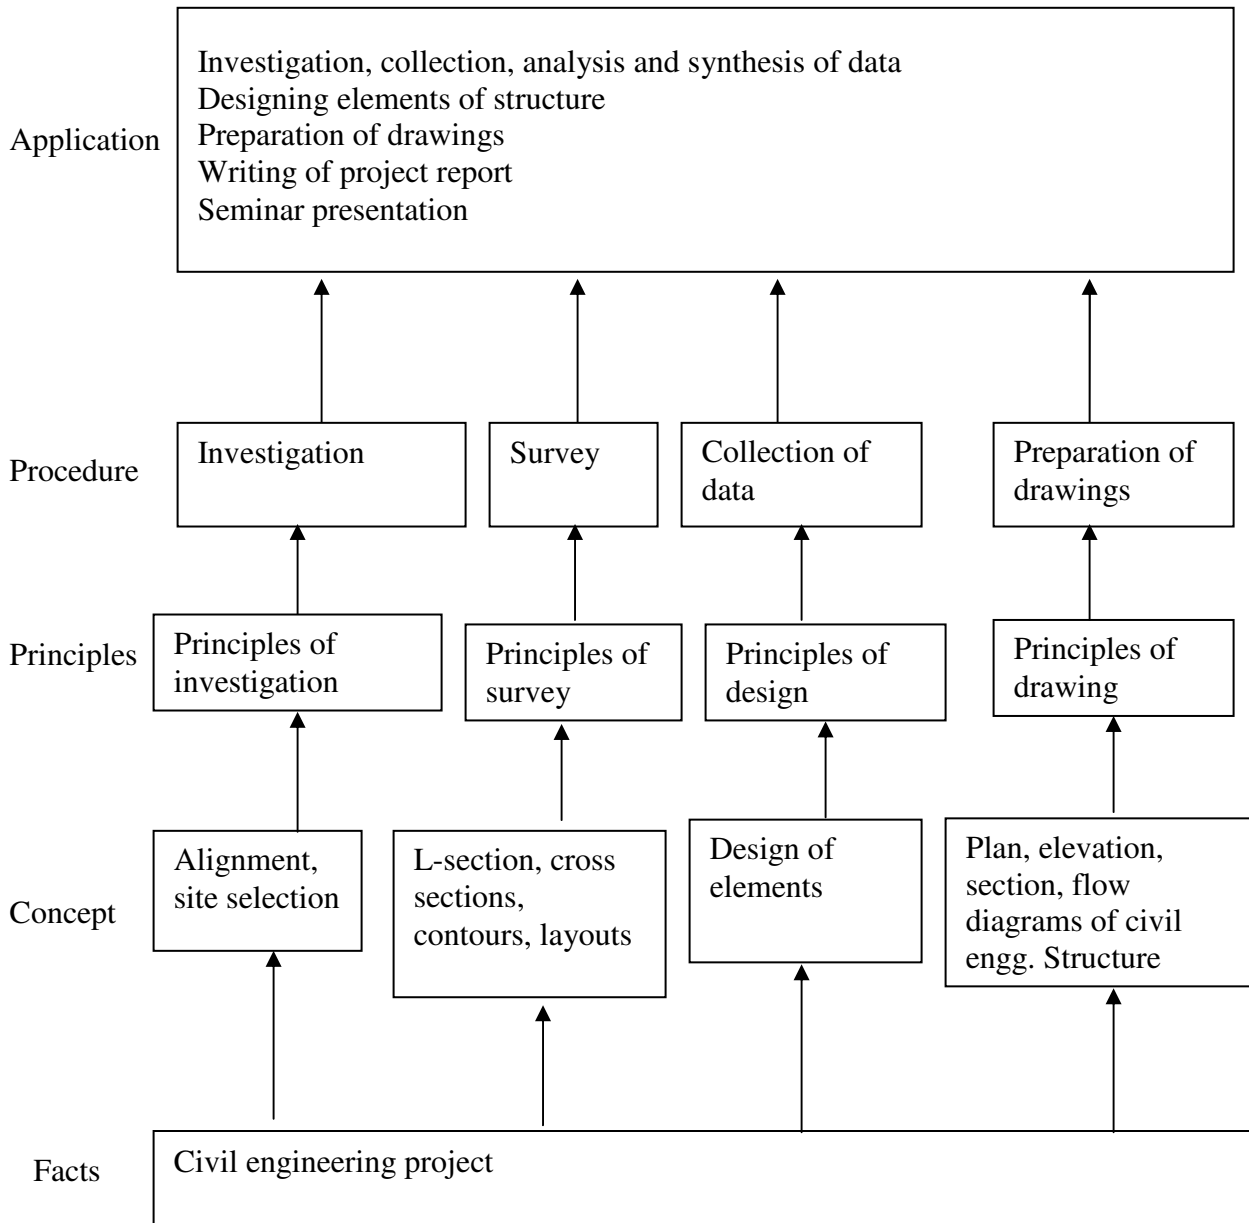 Investigation, collection, analysis and synthesis of data
Designing elements of structure
Application
Preparation of drawings
Writing of project report
Seminar presentation
Procedure
Investigation
Survey
Collection of
data
Preparation of
drawings
Principles
Principles of
investigation
Principles of
survey
Principles of
design
Principles of
drawing
Concept
Alignment,
site selection
L-section, cross
sections,
contours, layouts
Design of
elements
Plan, elevation,
section, flow
diagrams of civil
engg. Structure
Facts
Civil engineering project